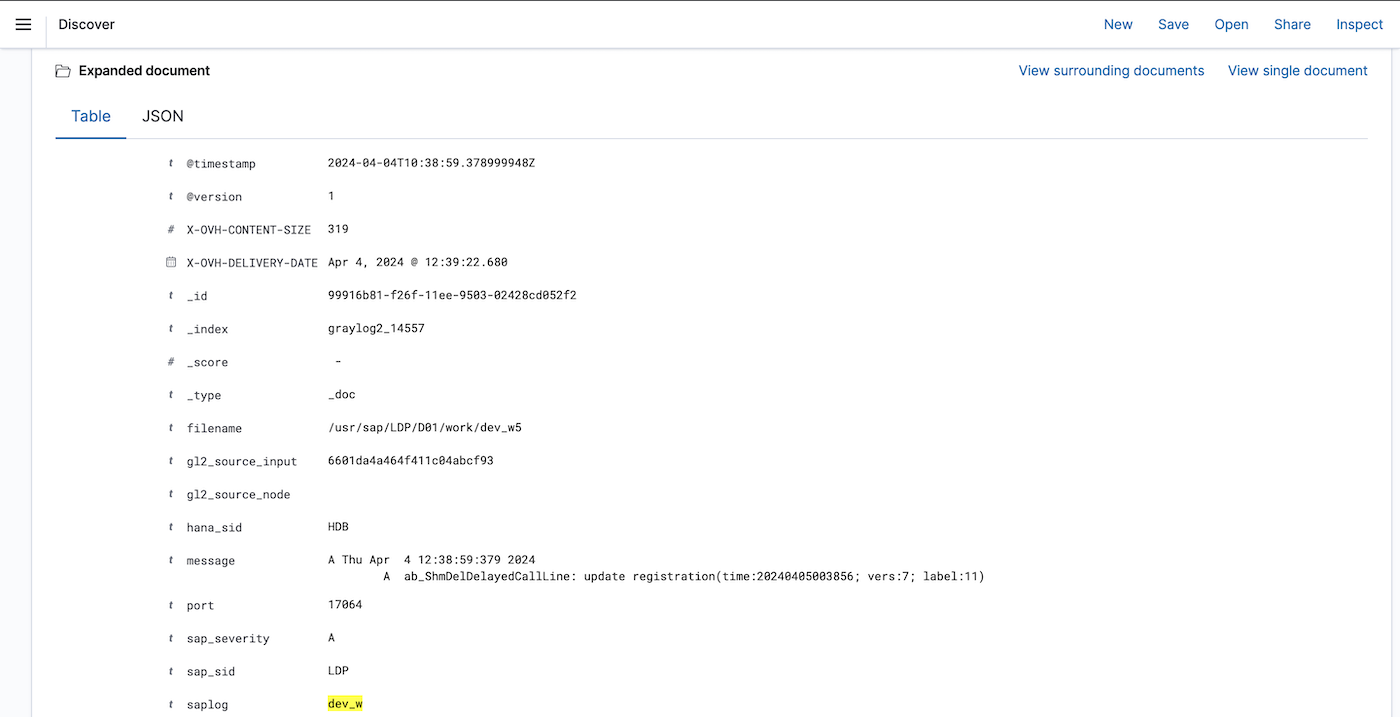 Discover New Save Open Share Inspect
Expanded document View surrounding documents View single document
Table JSON
t @timestamp 2024-04-04T10:38:59.378999948Z
t @version 1
# X-OVH-CONTENT-SIZE 319
X-OVH-DELIVERY-DATE Apr 4, 2024 @ 12:39:22.680
t _id 99916b81-f26f-11ee-9503-02428cd052f2
t _index graylog2_14557
# _score -
t _type _doc
t filename /usr/sap/LDP/D01/work/dev_w5
t gl2_source_input 6601da4a464f411c04abcf93
t gl2_source_node
t hana_sid HDB
t message A Thu Apr  4 12:38:59:379 2024
A  ab_ShmDelDelayedCallLine: update registration(time:20240405003856; vers:7; label:11)
t port 17064
t sap_severity A
t sap_sid LDP
t saplog dev_w